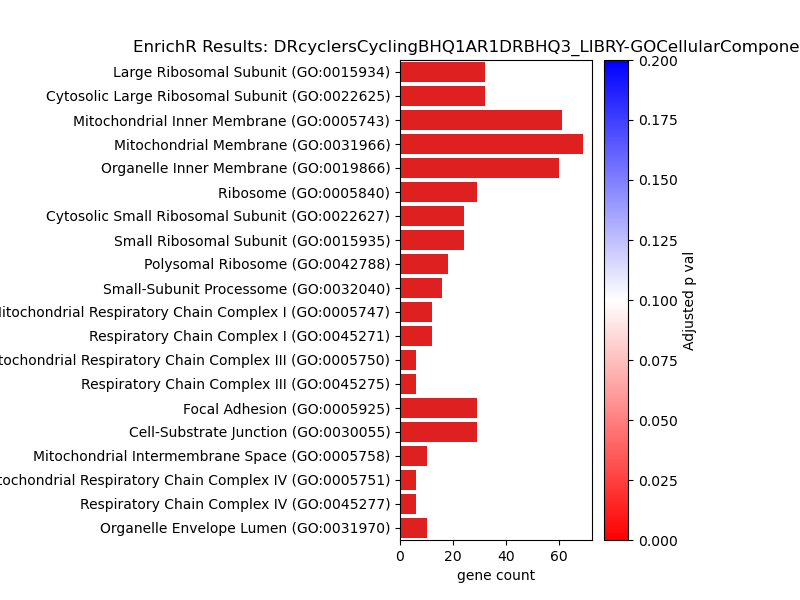 EnrichR Results: DRcyclersCyclingBHQ1AR1DRBHQ3_LIBRY-GOCellularCompone
Large Ribosomal Subunit (GO:0015934)
Cytosolic Large Ribosomal Subunit (GO:0022625)
Mitochondrial Inner Membrane (GO:0005743)
Mitochondrial Membrane (GO:0031966)
Organelle Inner Membrane (GO:0019866)
Ribosome (GO:0005840)
Cytosolic Small Ribosomal Subunit (GO:0022627)
Small Ribosomal Subunit (GO:0015935)
Polysomal Ribosome (GO:0042788)
Small-Subunit Processome (GO:0032040)
itochondrial Respiratory Chain Complex I (GO:0005747)
Respiratory Chain Complex I (GO:0045271)
tochondrial Respiratory Chain Complex III (GO:0005750)
Respiratory Chain Complex III (GO:0045275)
Focal Adhesion (GO:0005925)
Cell-Substrate Junction (GO:0030055)
Mitochondrial Intermembrane Space (GO:0005758)
tochondrial Respiratory Chain Complex IV (GO:0005751)
Respiratory Chain Complex IV (GO:0045277)
Organelle Envelope Lumen (GO:0031970)
0 20 40 60
gene count
0.200
0.175
0.150
0.125
0.100
0.075
0.050
0.025
0.000
Adjusted p val